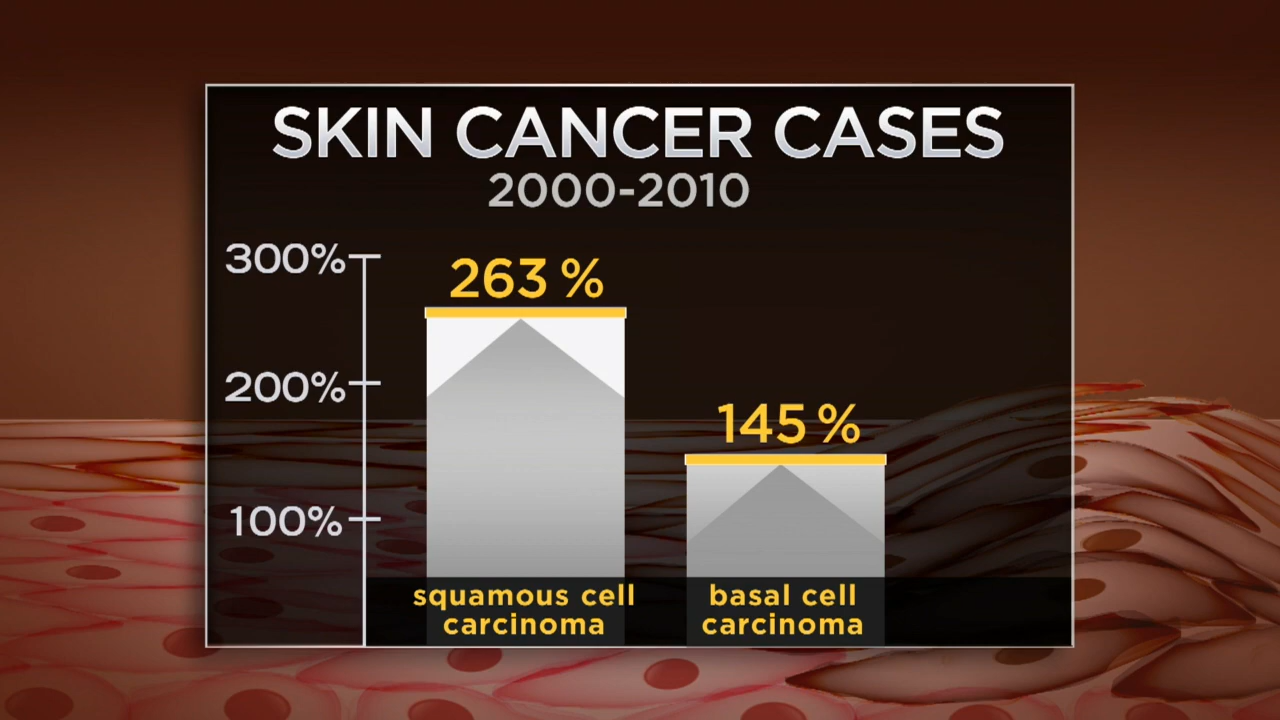 SKIN CANCER CASES
2000-2010
300%
263 %
200%
145 %
100%
squamous cell
carcinoma
basal cell
carcinoma